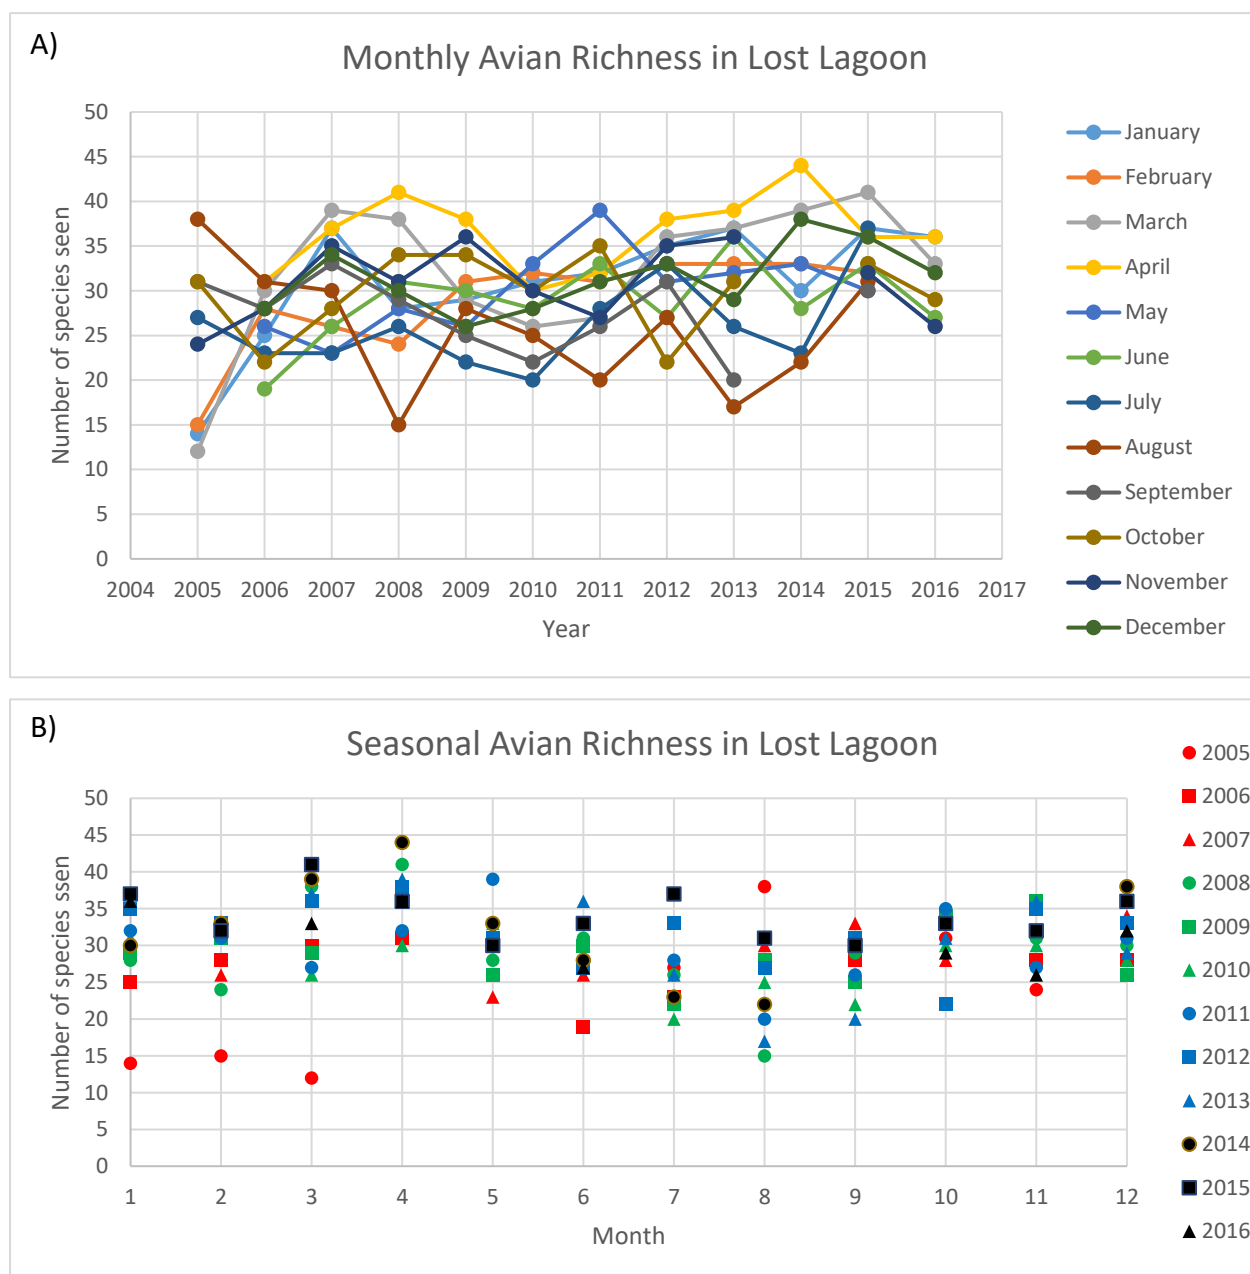 A)
Monthly Avian Richness in Lost Lagoon
50
45
40
35
30
25
20
15
10
5
0
Number of species seen
2004 2005 2006 2007 2008 2009 2010 2011 2012 2013 2014 2015 2016 2017
Year
January
February
March
April
May
June
July
August
September
October
November
December
B)
Seasonal Avian Richness in Lost Lagoon
50
45
40
35
30
25
20
15
10
5
0
Number of species ssen
1 2 3 4 5 6 7 8 9 10 11 12
Month
2005
2006
2007
2008
2009
2010
2011
2012
2013
2014
2015
2016